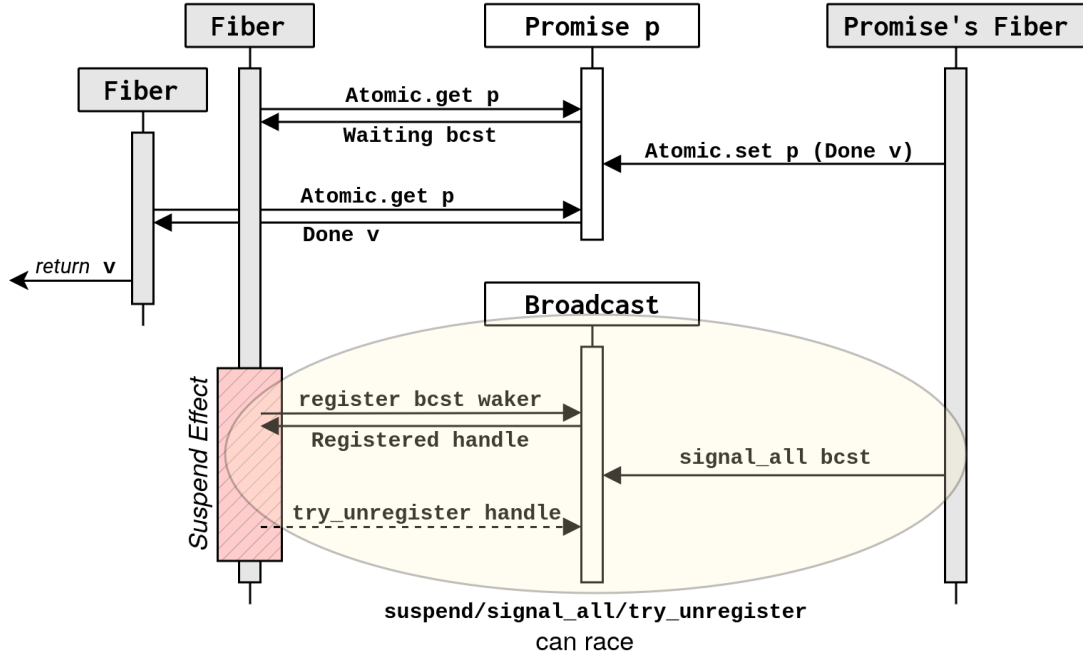 Fiber
Promise p
Promise's Fiber
Fiber
Atomic.get p
Waiting bcst
Atomic.set p (Done v)
Atomic.get p
Done v
return v
Broadcast
Suspend Effect
register bcst waker
Registered handle
signal_all bcst
try_unregister handle
suspend/signal_all/try_unregister
can race